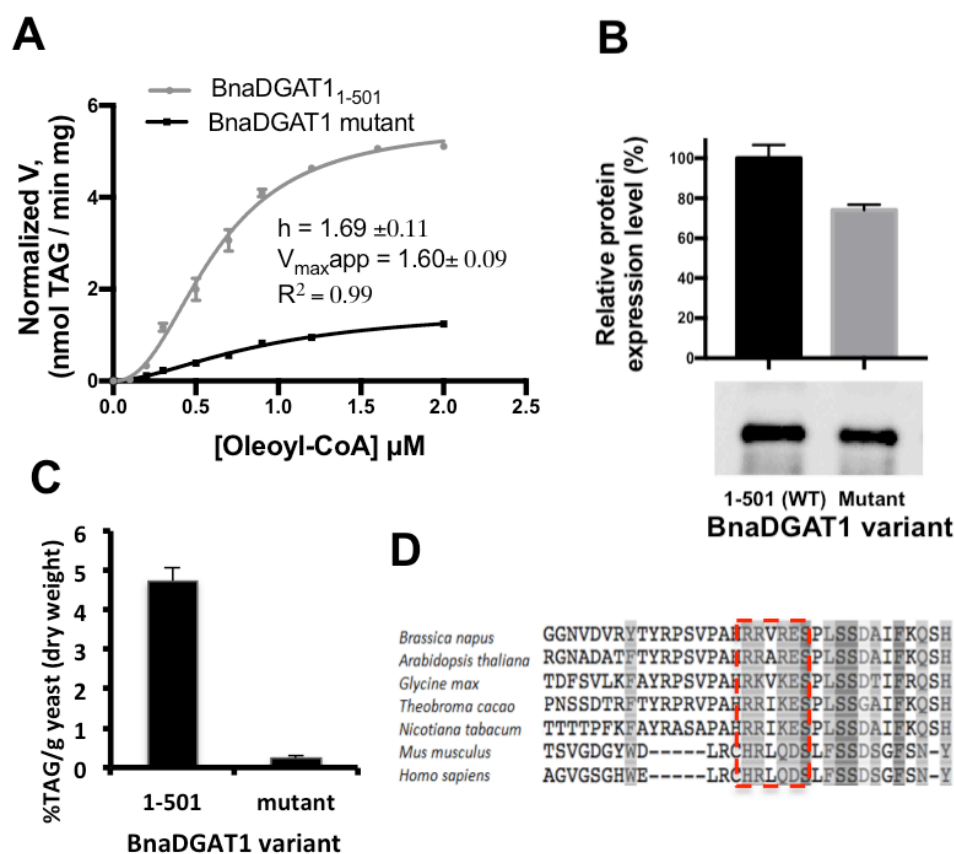 A
BnaDGAT1₁₋₅₀₁
BnaDGAT1 mutant
Normalized V,
(nmol TAG / min mg)
6
4
2
0
h = 1.69 ±0.11
Vmaxapp = 1.60± 0.09
R² = 0.99
0.0 0.5 1.0 1.5 2.0 2.5
[Oleoyl-CoA] µM
B
Relative protein
expression level (%)
100
80
60
40
20
0
1-501 (WT) Mutant
BnaDGAT1 variant
C
%TAG/g yeast (dry weight)
6
5
4
3
2
1
0
1-501 mutant
BnaDGAT1 variant
D
Brassica napus GGNVDVRYTYRPSVPAHRRVRESPLSSDAIFKQSH
Arabidopsis thaliana RGNADATFTYRPSVPAHRRARESPLSSDAIFKQSH
Glycine max TDFSVLKFAYRPSVPAHRKVKESPLSSDTIFRQSH
Theobroma cacao PNSSDTRFTYRPTVPAHRRIKESPLSSGAIFKQSH
Nicotiana tabacum TTTTPFKFAYRASAPAHRRIKESPLSSDAIFKQSH
Mus musculus TSVGDGYWD-----LRCHRLQDSLFSSDSGFSN-Y
Homo sapiens AGVGSGHWE-----LRCHRLQDSLFSSDSGFSN-Y